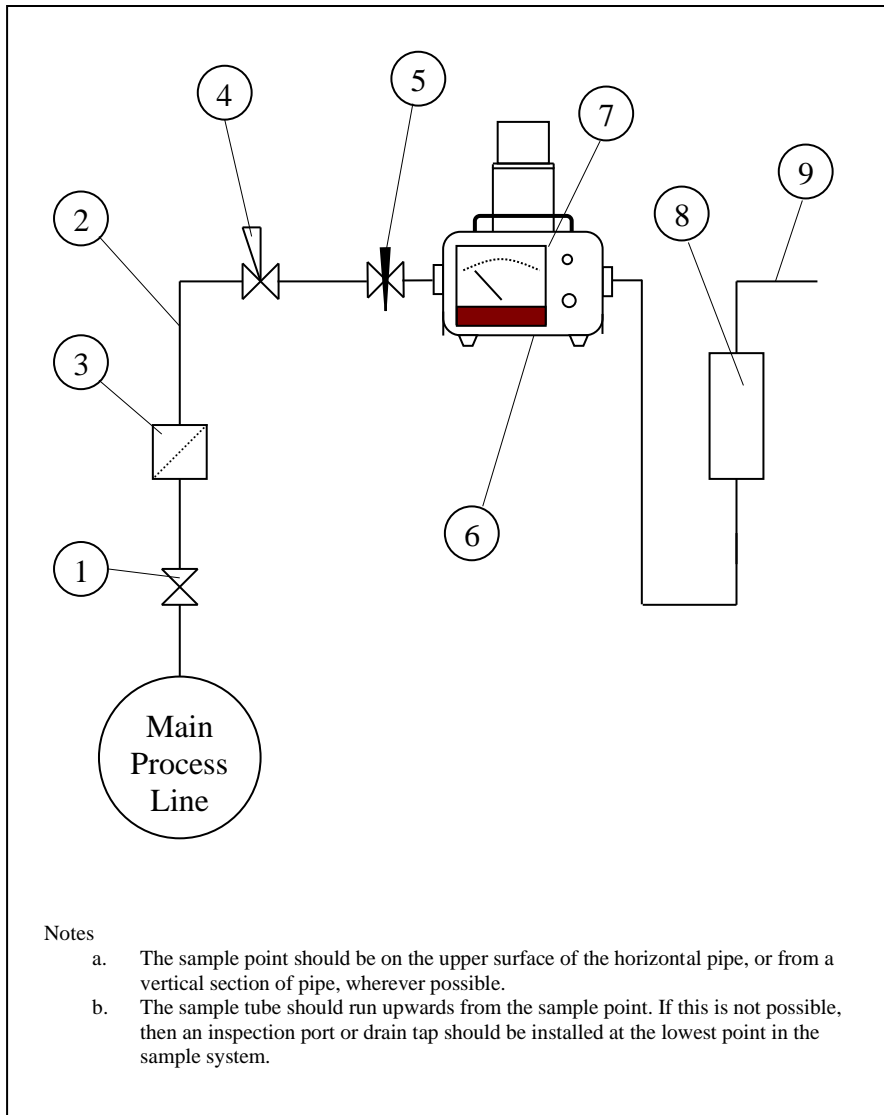 4
5
7
2
9
8
3
6
1
Main
Process
Line
Notes
a. The sample point should be on the upper surface of the horizontal pipe, or from a
vertical section of pipe, wherever possible.
b. The sample tube should run upwards from the sample point. If this is not possible,
then an inspection port or drain tap should be installed at the lowest point in the
sample system.